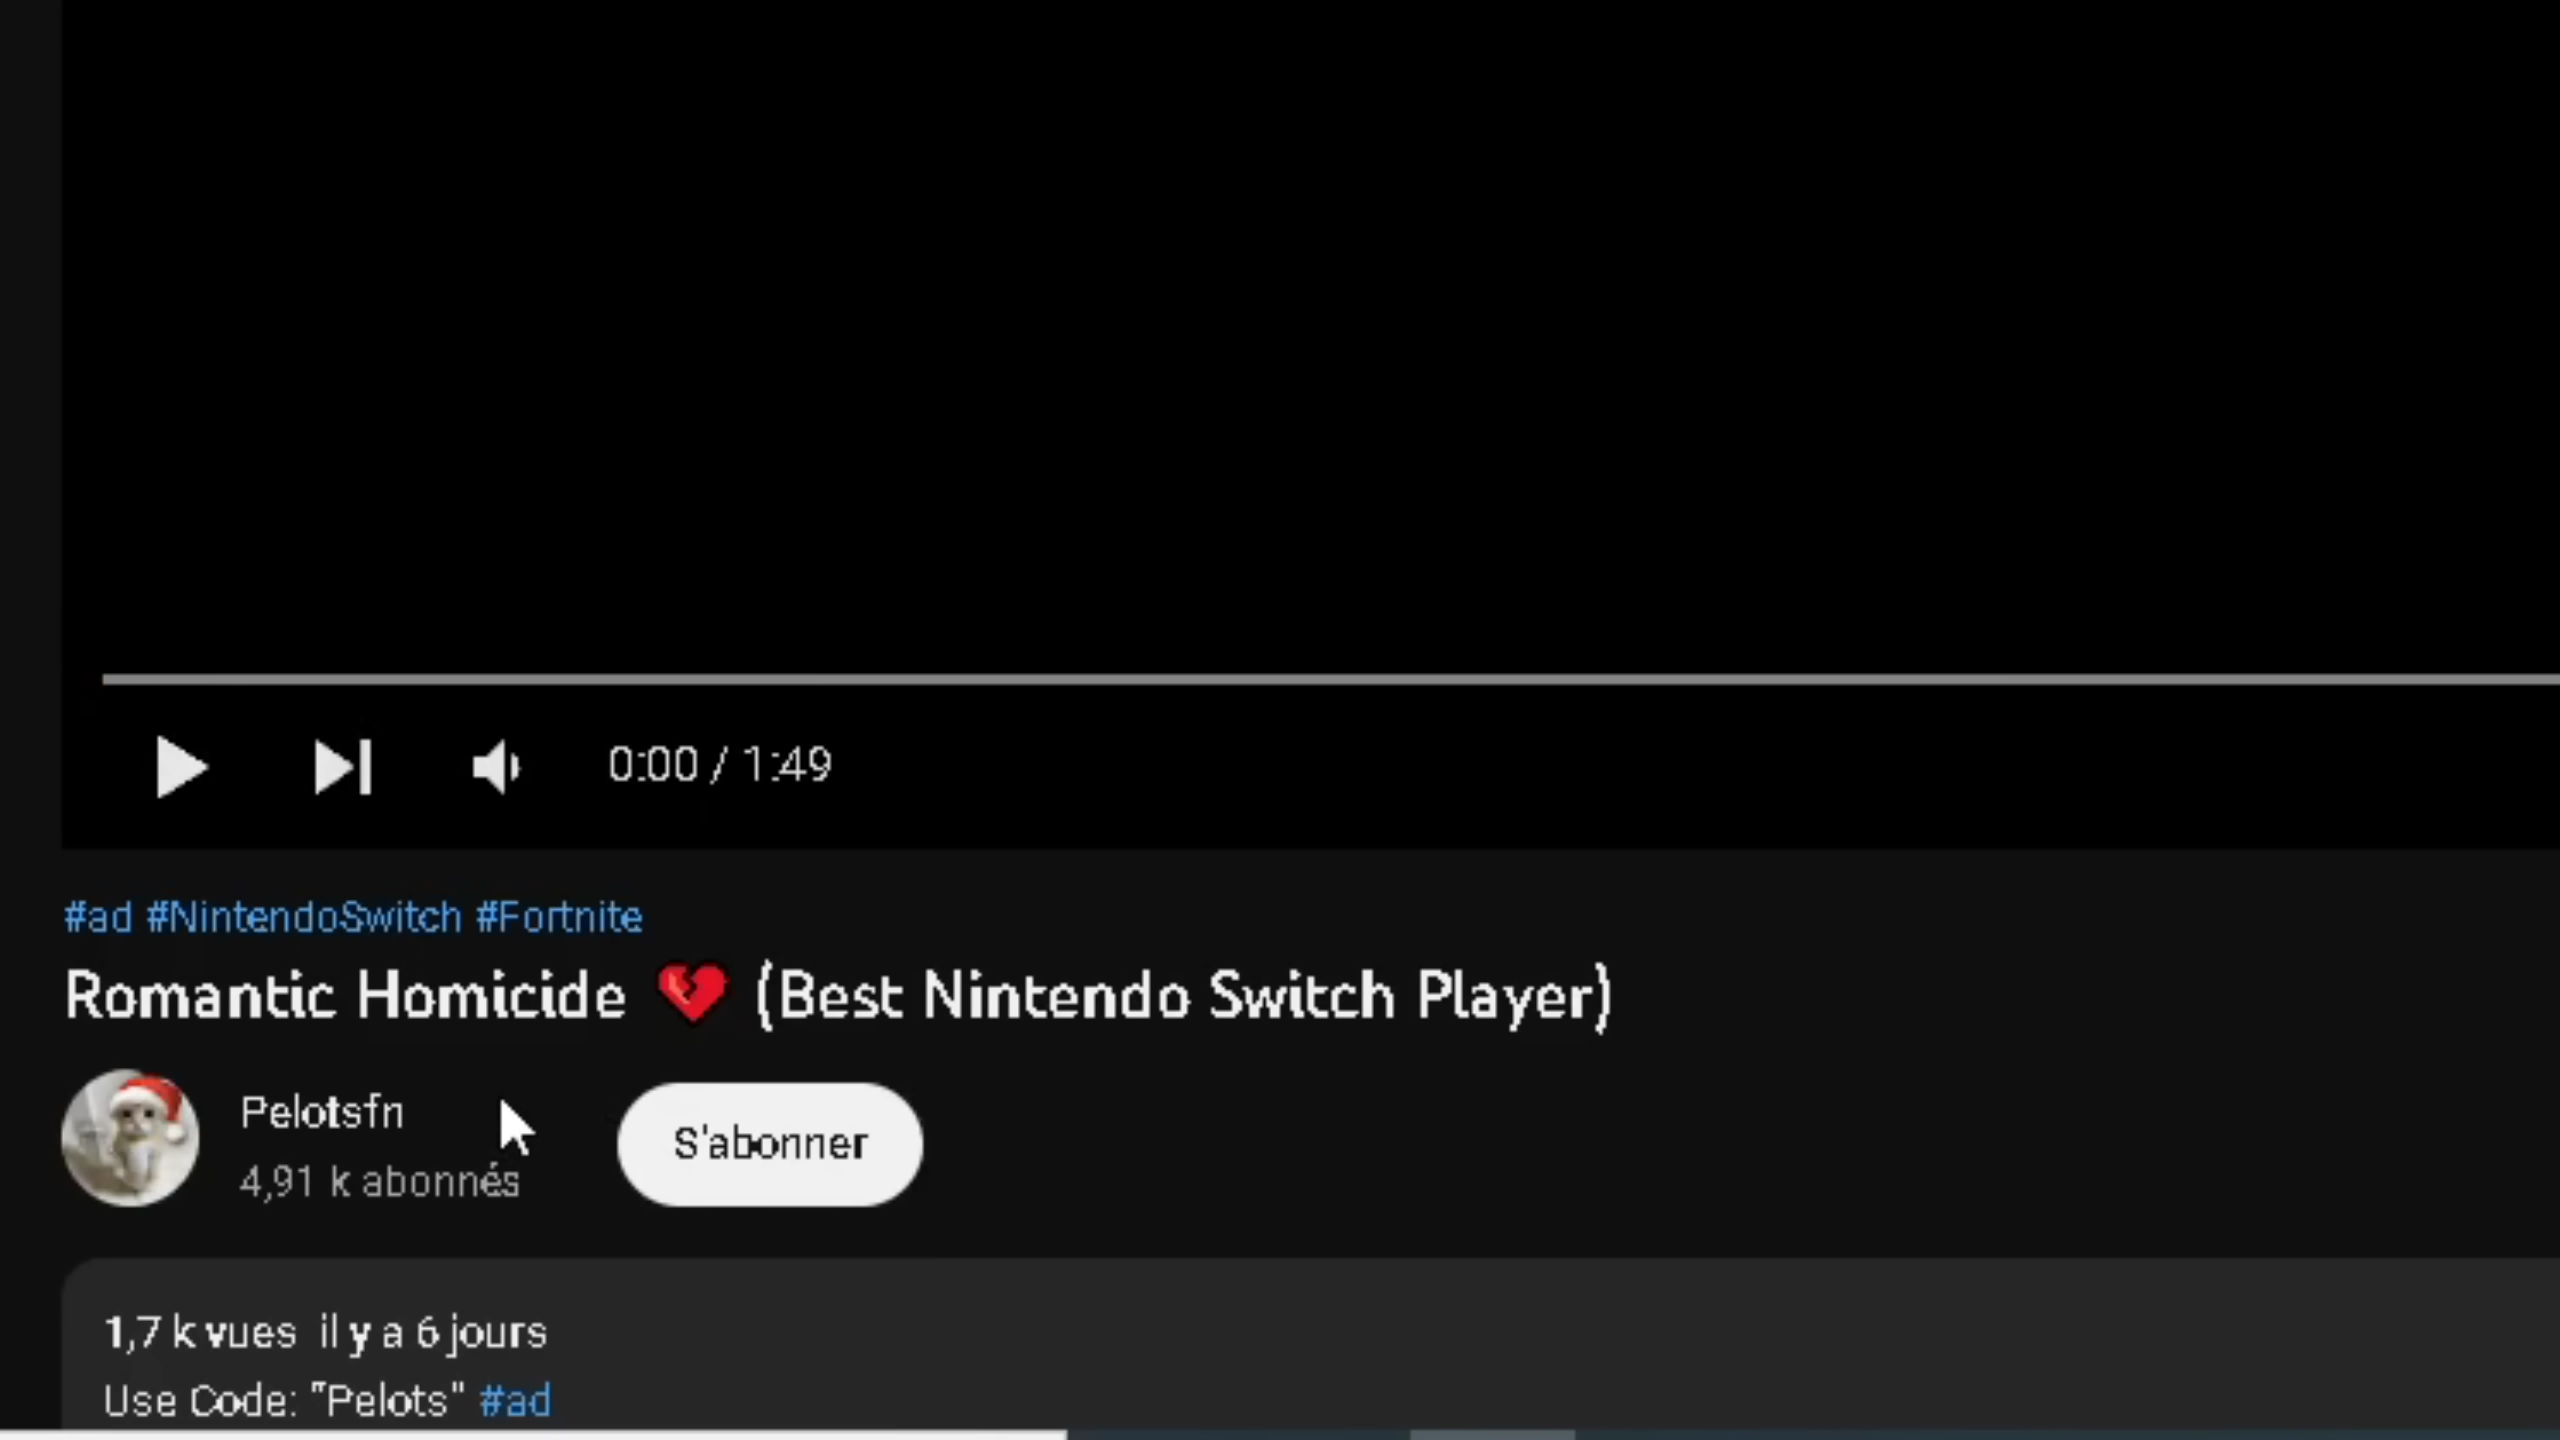 0:00 / 1:49
#ad #NintendoSwitch #Fortnite
Romantic Homicide 💔 (Best Nintendo Switch Player)
Pelotsfn
4,91 k abonnés
S'abonner
1,7 k vues il y a 6 jours
Use Code: "Pelots" #ad